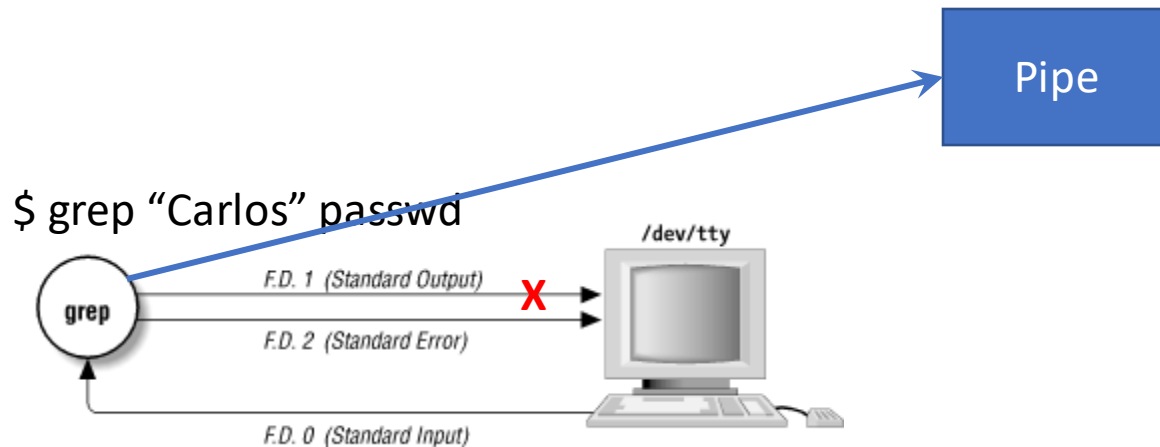 Pipe
$ grep “Carlos” passwd
/dev/tty
F.D. 1 (Standard Output)
X
grep
F.D. 2 (Standard Error)
F.D. 0 (Standard Input)